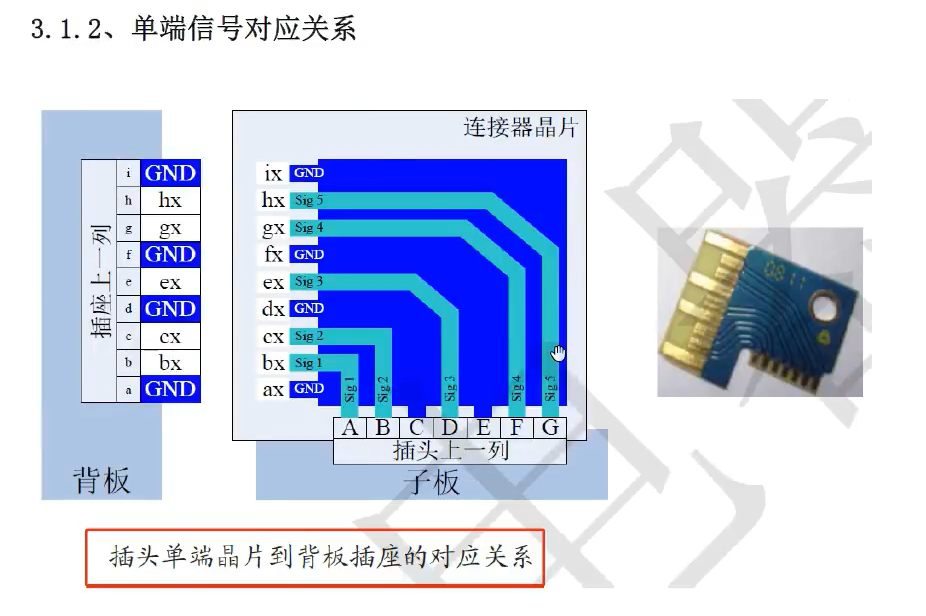 3.1.2、单端信号对应关系
连接器晶片
插座上一列
i GND
h hx
g gx
f GND
e ex
d GND
c cx
b bx
a GND
背板
ix GND
hx Sig 5
gx Sig 4
fx GND
ex Sig 3
dx GND
cx Sig 2
bx Sig 1
ax GND
Sig 1 Sig 2 Sig 3 Sig 4 Sig 5
A B C D E F G
插头上一列
子板
0811
插头单端晶片到背板插座的对应关系